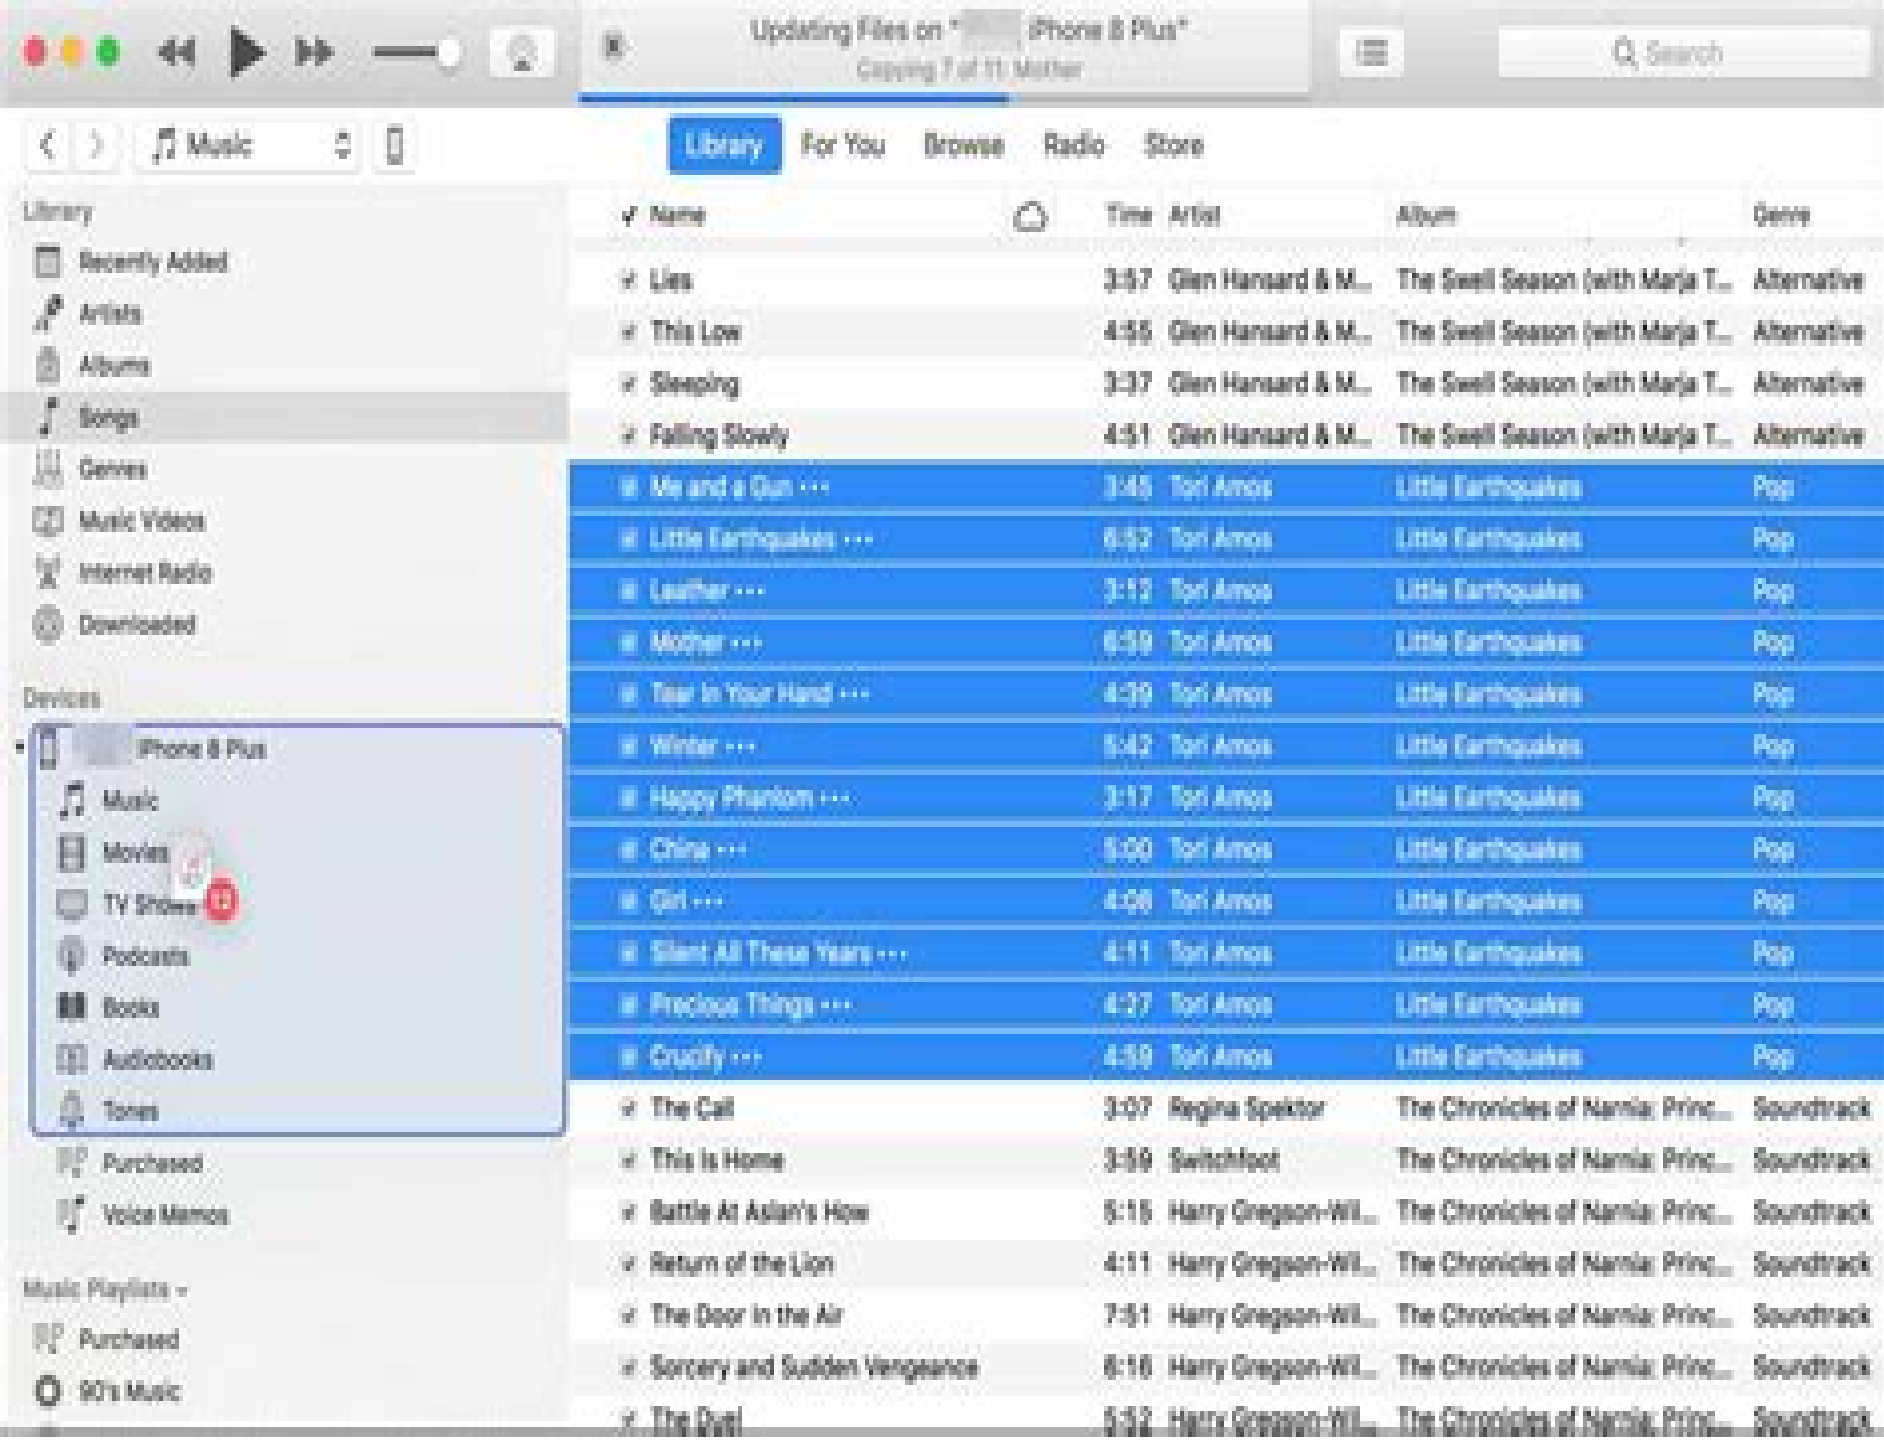 Updating Files on " iPhone 8 Plus"
Copying 7 of 11: Mother
Search
Music
Library For You Browse Radio Store
Library
Recently Added
Artists
Albums
Songs
Genres
Music Videos
Internet Radio
Downloaded
Devices
iPhone 8 Plus
Music
Movies
TV Shows
Podcasts
Books
Audiobooks
Tones
Purchased
Voice Memos
Music Playlists
Purchased
90's Music
✓ Name Time Artist Album Genre
Lies 3:57 Glen Hansard & M... The Swell Season (with Marja T... Alternative
This Low 4:55 Glen Hansard & M... The Swell Season (with Marja T... Alternative
Sleeping 3:37 Glen Hansard & M... The Swell Season (with Marja T... Alternative
Falling Slowly 4:51 Glen Hansard & M... The Swell Season (with Marja T... Alternative
Me and a Gun ••• 3:45 Tori Amos Little Earthquakes Pop
Little Earthquakes ••• 6:52 Tori Amos Little Earthquakes Pop
Leather ••• 3:12 Tori Amos Little Earthquakes Pop
Mother ••• 6:59 Tori Amos Little Earthquakes Pop
Tear in Your Hand ••• 4:39 Tori Amos Little Earthquakes Pop
Winter ••• 5:42 Tori Amos Little Earthquakes Pop
Happy Phantom ••• 3:17 Tori Amos Little Earthquakes Pop
China ••• 5:00 Tori Amos Little Earthquakes Pop
Girl ••• 4:08 Tori Amos Little Earthquakes Pop
Silent All These Years ••• 4:11 Tori Amos Little Earthquakes Pop
Precious Things ••• 4:27 Tori Amos Little Earthquakes Pop
Crucify ••• 4:59 Tori Amos Little Earthquakes Pop
The Call 3:07 Regina Spektor The Chronicles of Narnia: Princ... Soundtrack
This Is Home 3:59 Switchfoot The Chronicles of Narnia: Princ... Soundtrack
Battle At Aslan's How 5:15 Harry Gregson-Wil... The Chronicles of Narnia: Princ... Soundtrack
Return of the Lion 4:11 Harry Gregson-Wil... The Chronicles of Narnia: Princ... Soundtrack
The Door in the Air 7:51 Harry Gregson-Wil... The Chronicles of Narnia: Princ... Soundtrack
Sorcery and Sudden Vengeance 6:16 Harry Gregson-Wil... The Chronicles of Narnia: Princ... Soundtrack
The Duel 5:52 Harry Gregson-Wil... The Chronicles of Narnia: Princ... Soundtrack